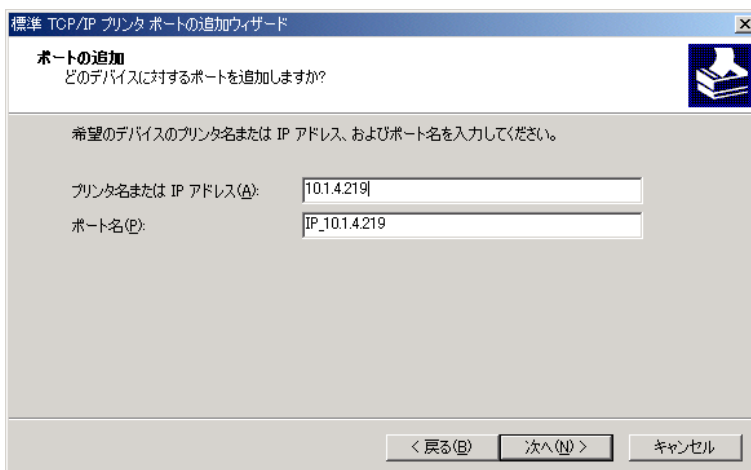 標準 TCP/IP プリンタ ポートの追加ウィザード
ポートの追加
どのデバイスに対するポートを追加しますか?
希望のデバイスのプリンタ名または IP アドレス、およびポート名を入力してください。
プリンタ名または IP アドレス(A): 10.1.4.219
ポート名(P): IP_10.1.4.219
< 戻る(B) 次へ(N) > キャンセル